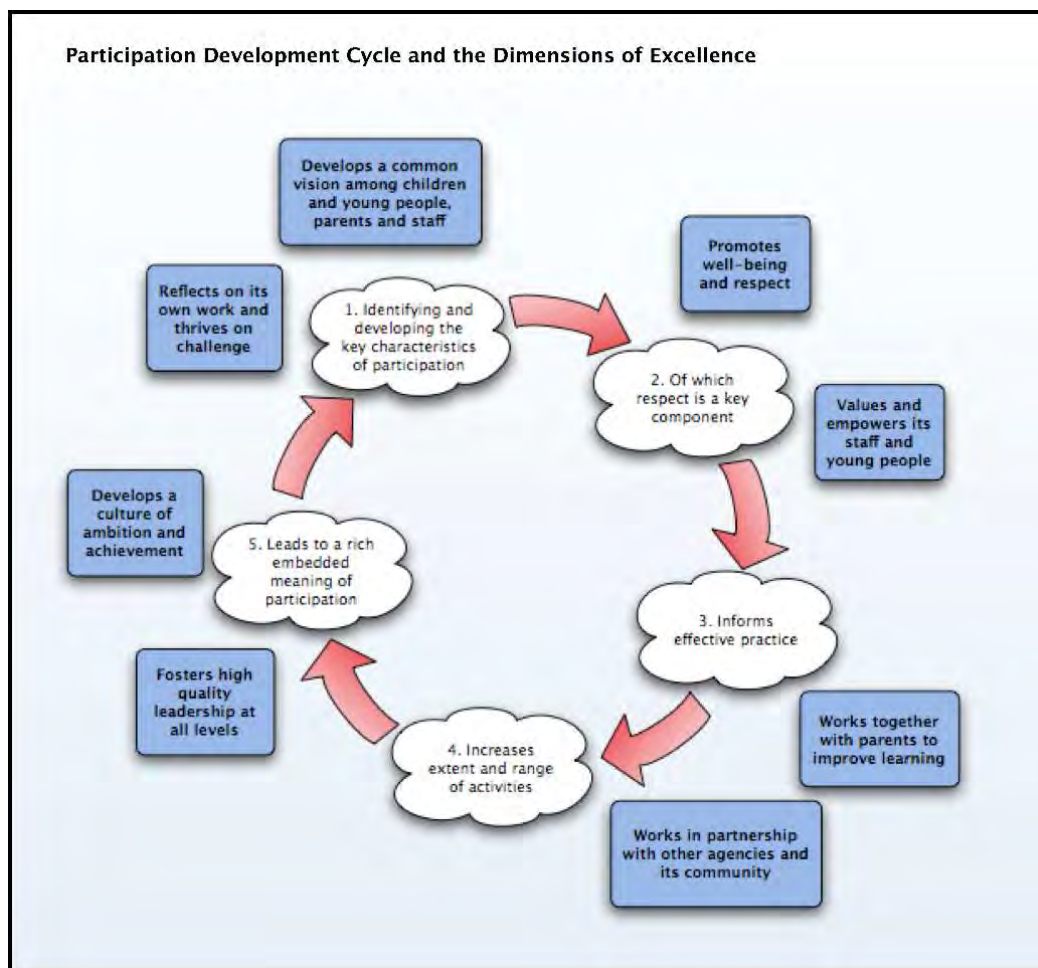 Participation Development Cycle and the Dimensions of Excellence
Develops a common
vision among children
and young people,
parents and staff
Promotes
well-being
and respect
Reflects on its
own work and
thrives on
challenge
1. Identifying and
developing the
key characteristics
of participation
2. Of which
respect is a key
component
Values and
empowers its
staff and
young people
Develops a
culture of
ambition and
achievement
5. Leads to a rich
embedded
meaning of
participation
3. Informs
effective practice
Fosters high
quality
leadership at
all levels
4. Increases
extent and range
of activities
Works together
with parents to
improve learning
Works in partnership
with other agencies and
its community